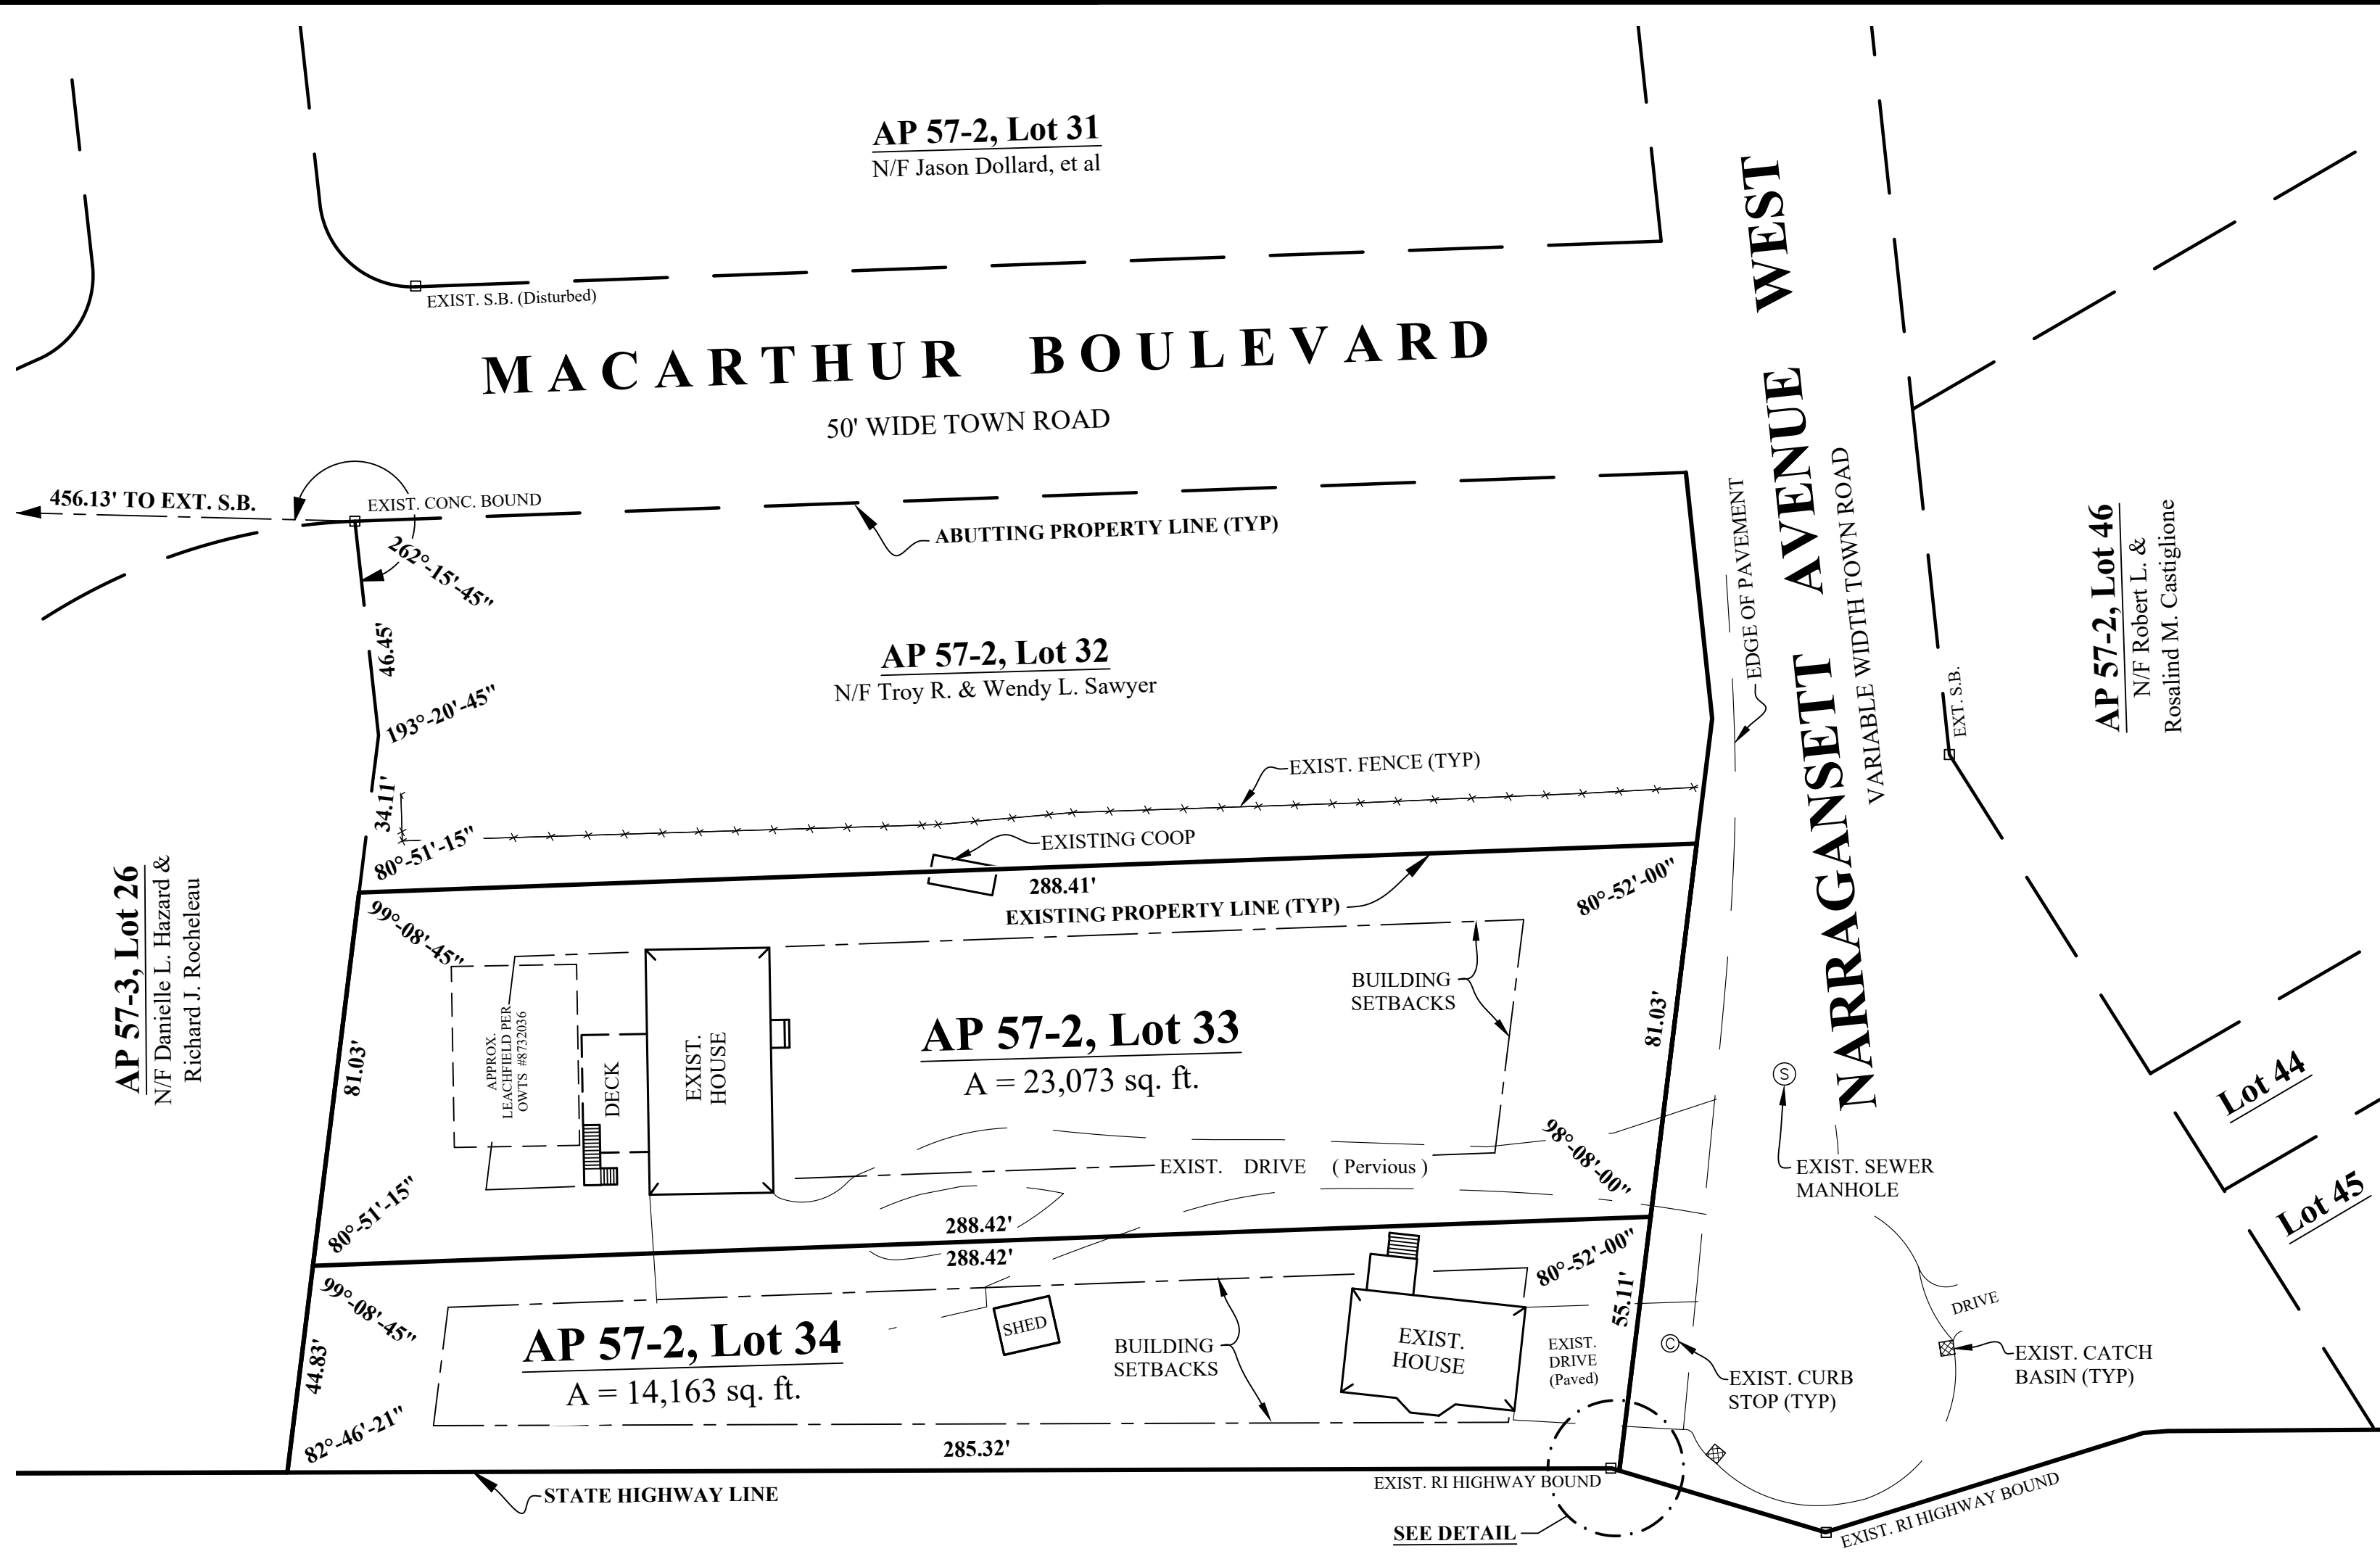 AP 57-2, Lot 31
N/F Jason Dollard, et al
EXIST. S.B. (Disturbed)
MACARTHUR BOULEVARD
50' WIDE TOWN ROAD
456.13' TO EXT. S.B.
EXIST. CONC. BOUND
ABUTTING PROPERTY LINE (TYP)
262°-15'-45"
46.45'
193°-20'-45"
34.11'
80°-51'-15"
AP 57-2, Lot 32
N/F Troy R. & Wendy L. Sawyer
EXIST. FENCE (TYP)
EXISTING COOP
288.41'
EXISTING PROPERTY LINE (TYP)
80°-52'-00"
99°-08'-45"
NARRAGANSETT AVENUE WEST
VARIABLE WIDTH TOWN ROAD
EDGE OF PAVEMENT
EXT. S.B.
AP 57-2, Lot 46
N/F Robert L. &
Rosalind M. Castiglione
AP 57-3, Lot 26
N/F Danielle L. Hazard &
Richard J. Rocheleau
81.03'
APPROX.
LEACHFIELD PER
OWTS #8732036
DECK
EXIST.
HOUSE
AP 57-2, Lot 33
A = 23,073 sq. ft.
BUILDING
SETBACKS
81.03'
98°-08'-00"
EXIST. DRIVE ( Pervious )
EXIST. SEWER
MANHOLE
S
Lot 44
Lot 45
80°-51'-15"
288.42'
288.42'
80°-52'-00"
99°-08'-45"
44.83'
82°-46'-21"
AP 57-2, Lot 34
A = 14,163 sq. ft.
SHED
BUILDING
SETBACKS
EXIST.
HOUSE
EXIST.
DRIVE
(Paved)
55.11'
C
EXIST. CURB
STOP (TYP)
DRIVE
EXIST. CATCH
BASIN (TYP)
285.32'
STATE HIGHWAY LINE
EXIST. RI HIGHWAY BOUND
SEE DETAIL
EXIST. RI HIGHWAY BOUND